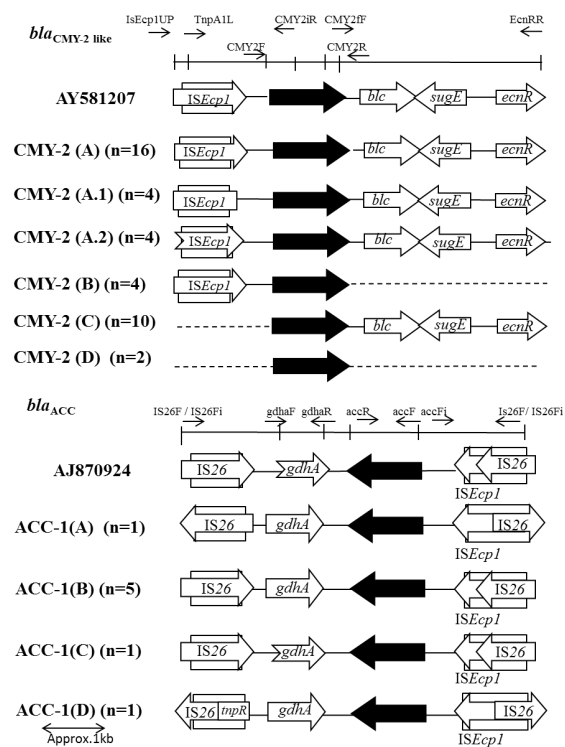 IsEcp1UP TnpA1L CMY2iR CMY2fF EcnRR
bla CMY-2 like
CMY2F CMY2R
AY581207 ISEcp1 blc sugE ecnR
CMY-2 (A) (n=16) ISEcp1 blc sugE ecnR
CMY-2 (A.1) (n=4) ISEcp1 blc sugE ecnR
CMY-2 (A.2) (n=4) ISEcp1 blc sugE ecnR
CMY-2 (B) (n=4) ISEcp1
CMY-2 (C) (n=10) blc sugE ecnR
CMY-2 (D) (n=2)
bla ACC
IS26F / IS26Fi gdhaF gdhaR accR accF accFi Is26F/ IS26Fi
AJ870924 IS26 gdhA IS26
ISEcp1
ACC-1(A) (n=1) IS26 gdhA IS26
ISEcp1
ACC-1(B) (n=5) IS26 gdhA IS26
ISEcp1
ACC-1(C) (n=1) IS26 gdhA IS26
ISEcp1
ACC-1(D) (n=1) IS26 tnpR gdhA IS26
ISEcp1
Approx.1kb